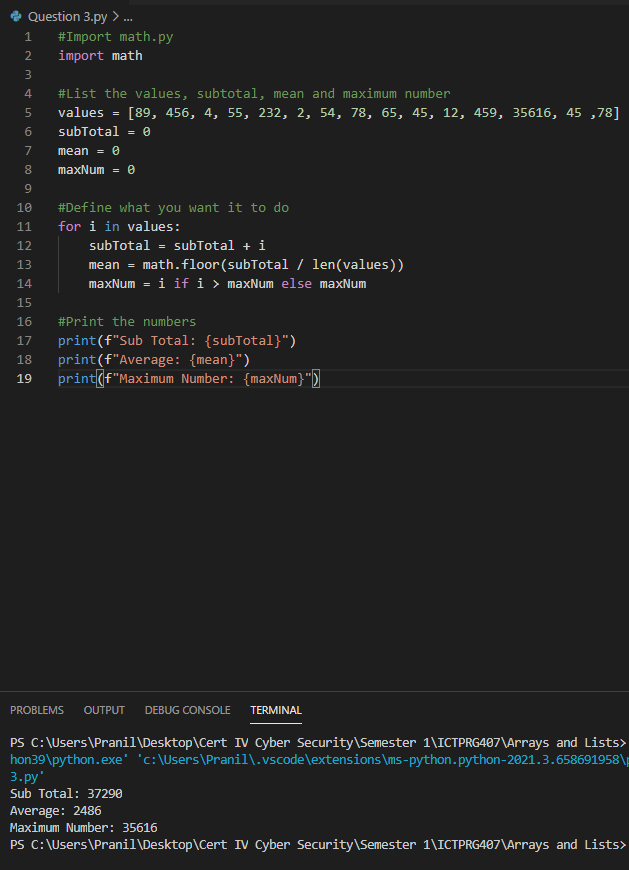 Question 3.py > ...
1 #Import math.py
2 import math
3
4 #List the values, subtotal, mean and maximum number
5 values = [89, 456, 4, 55, 232, 2, 54, 78, 65, 45, 12, 459, 35616, 45 ,78]
6 subTotal = 0
7 mean = 0
8 maxNum = 0
9
10 #Define what you want it to do
11 for i in values:
12     subTotal = subTotal + i
13     mean = math.floor(subTotal / len(values))
14     maxNum = i if i > maxNum else maxNum
15
16 #Print the numbers
17 print(f"Sub Total: {subTotal}")
18 print(f"Average: {mean}")
19 print(f"Maximum Number: {maxNum}")
PROBLEMS OUTPUT DEBUG CONSOLE TERMINAL
PS C:\Users\Pranil\Desktop\Cert IV Cyber Security\Semester 1\ICTPRG407\Arrays and Lists>
hon39\python.exe' 'c:\Users\Pranil\.vscode\extensions\ms-python.python-2021.3.658691958\p
3.py'
Sub Total: 37290
Average: 2486
Maximum Number: 35616
PS C:\Users\Pranil\Desktop\Cert IV Cyber Security\Semester 1\ICTPRG407\Arrays and Lists>